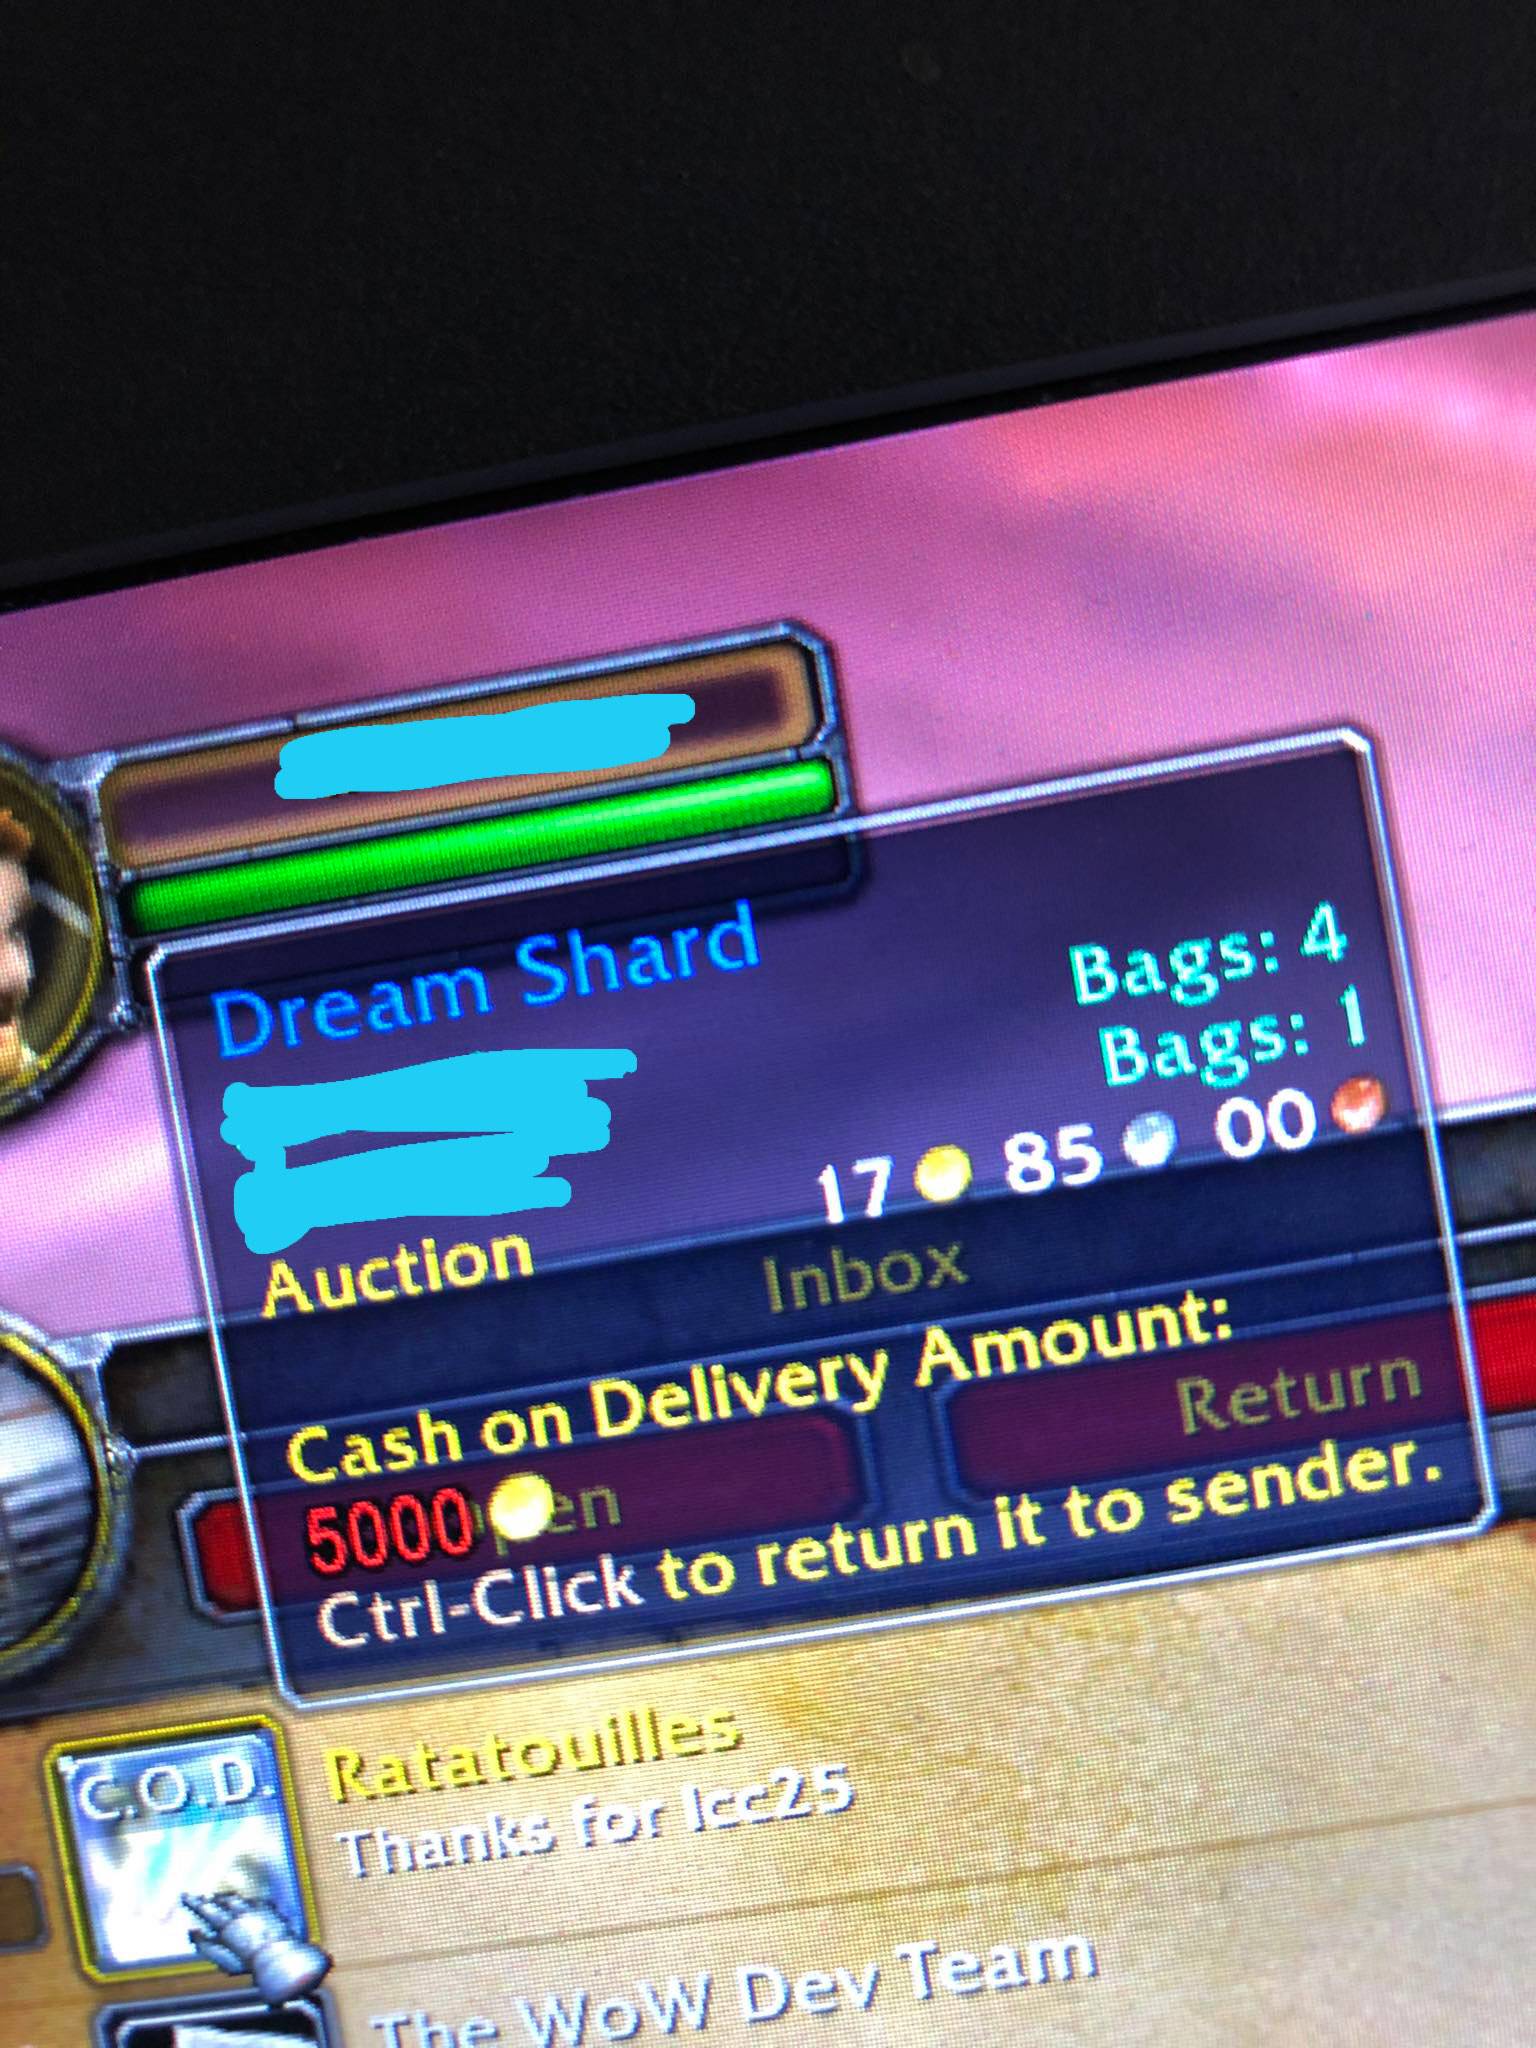 Dream Shard
Bags: 4
Bags: 1
Auction 17 85 00
Inbox
Cash on Delivery Amount:
Return
5000
Ctrl-Click to return it to sender.
C.O.D.
Ratatouilles
Thanks for Icc25
The WoW Dev Team